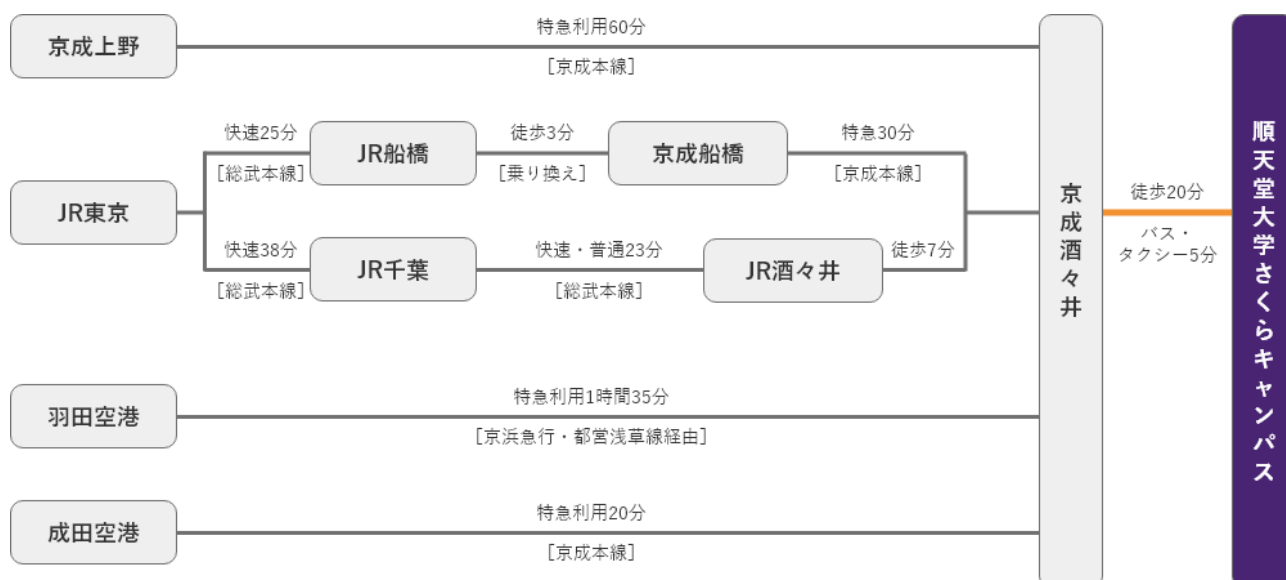 京成上野
特急利用60分
［京成本線］
JR東京
快速25分
［総武本線］
JR船橋
徒歩3分
［乗り換え］
京成船橋
特急30分
［京成本線］
快速38分
［総武本線］
JR千葉
快速・普通23分
［総武本線］
JR酒々井
徒歩7分
羽田空港
特急利用1時間35分
［京浜急行・都営浅草線経由］
成田空港
特急利用20分
［京成本線］
京成酒々井
徒歩20分
バス・
タクシー5分
順天堂大学さくらキャンパス